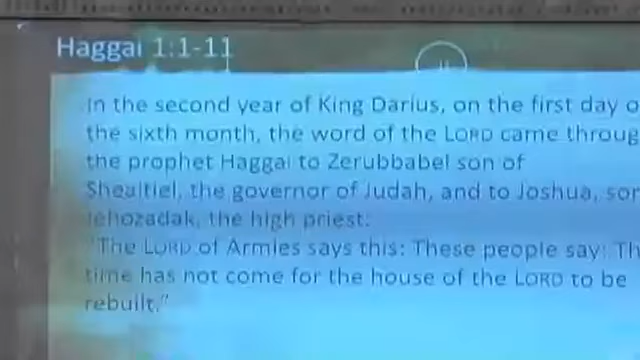 Haggai 1:1-11
In the second year of King Darius, on the first day o
the sixth month, the word of the LORD came throug
the prophet Haggai to Zerubbabel son of
Shealtiel, the governor of Judah, and to Joshua, son
Jehozadak, the high priest:
"The LORD of Armies says this: These people say: Th
time has not come for the house of the LORD to be
rebuilt."